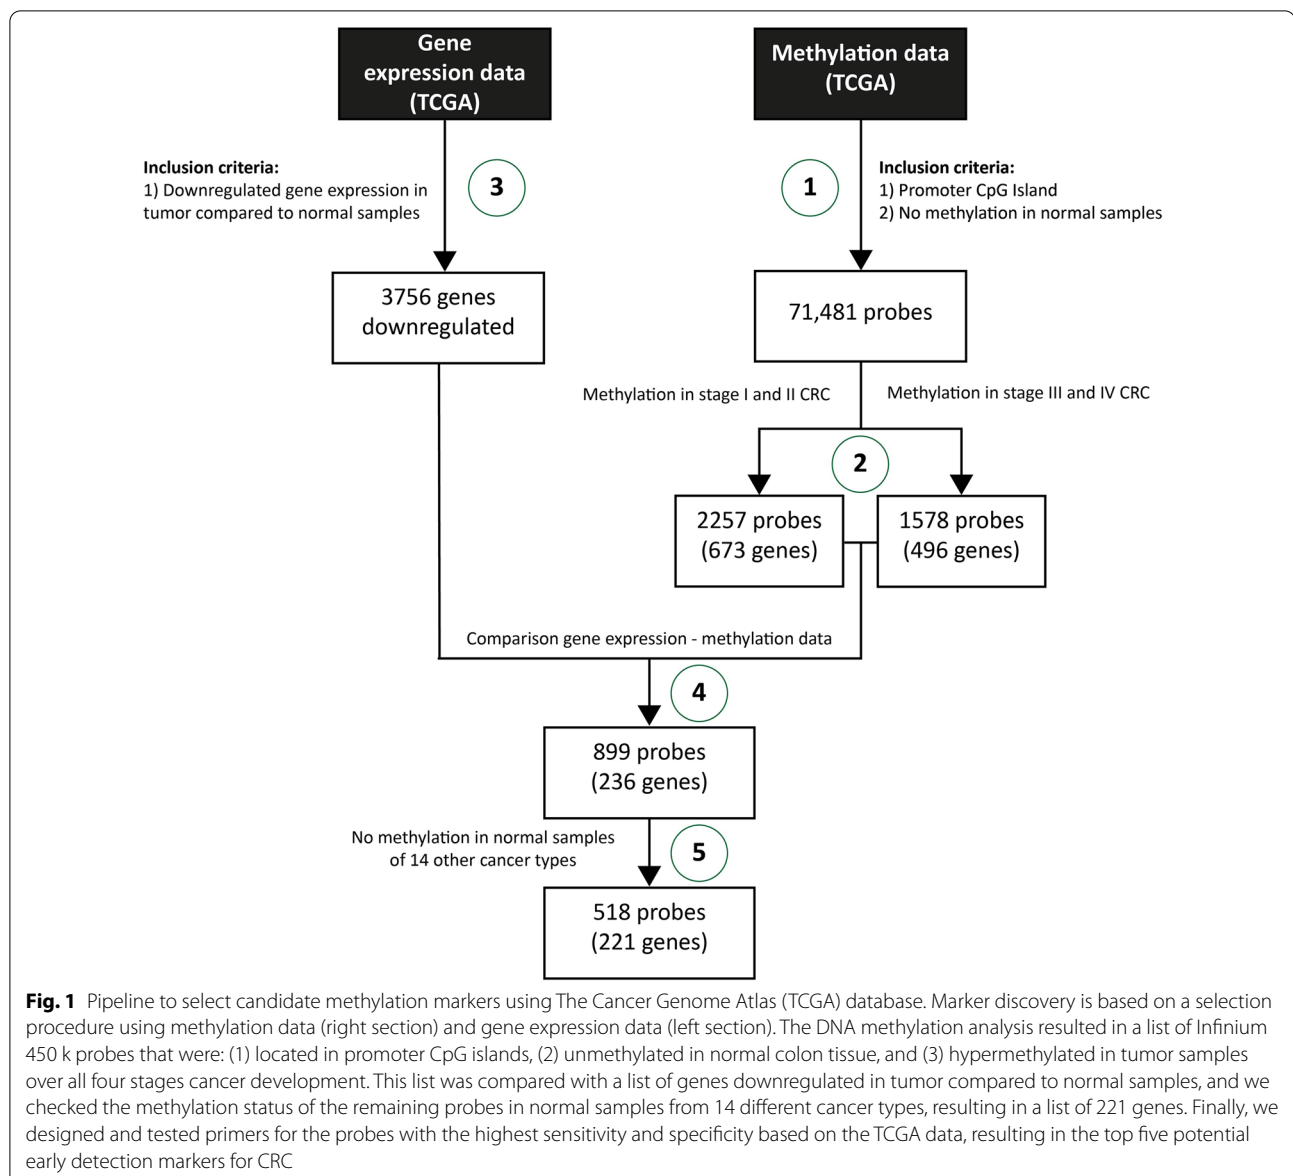 Gene
expression data
(TCGA)
Methylation data
(TCGA)
Inclusion criteria:
1) Downregulated gene expression in
tumor compared to normal samples
3
1
Inclusion criteria:
1) Promoter CpG Island
2) No methylation in normal samples
3756 genes
downregulated
71,481 probes
Methylation in stage I and II CRC
Methylation in stage III and IV CRC
2
2257 probes
(673 genes)
1578 probes
(496 genes)
Comparison gene expression - methylation data
4
899 probes
(236 genes)
No methylation in normal samples
of 14 other cancer types
5
518 probes
(221 genes)
Fig. 1 Pipeline to select candidate methylation markers using The Cancer Genome Atlas (TCGA) database. Marker discovery is based on a selection
procedure using methylation data (right section) and gene expression data (left section). The DNA methylation analysis resulted in a list of Infinium
450 k probes that were: (1) located in promoter CpG islands, (2) unmethylated in normal colon tissue, and (3) hypermethylated in tumor samples
over all four stages cancer development. This list was compared with a list of genes downregulated in tumor compared to normal samples, and we
checked the methylation status of the remaining probes in normal samples from 14 different cancer types, resulting in a list of 221 genes. Finally, we
designed and tested primers for the probes with the highest sensitivity and specificity based on the TCGA data, resulting in the top five potential
early detection markers for CRC